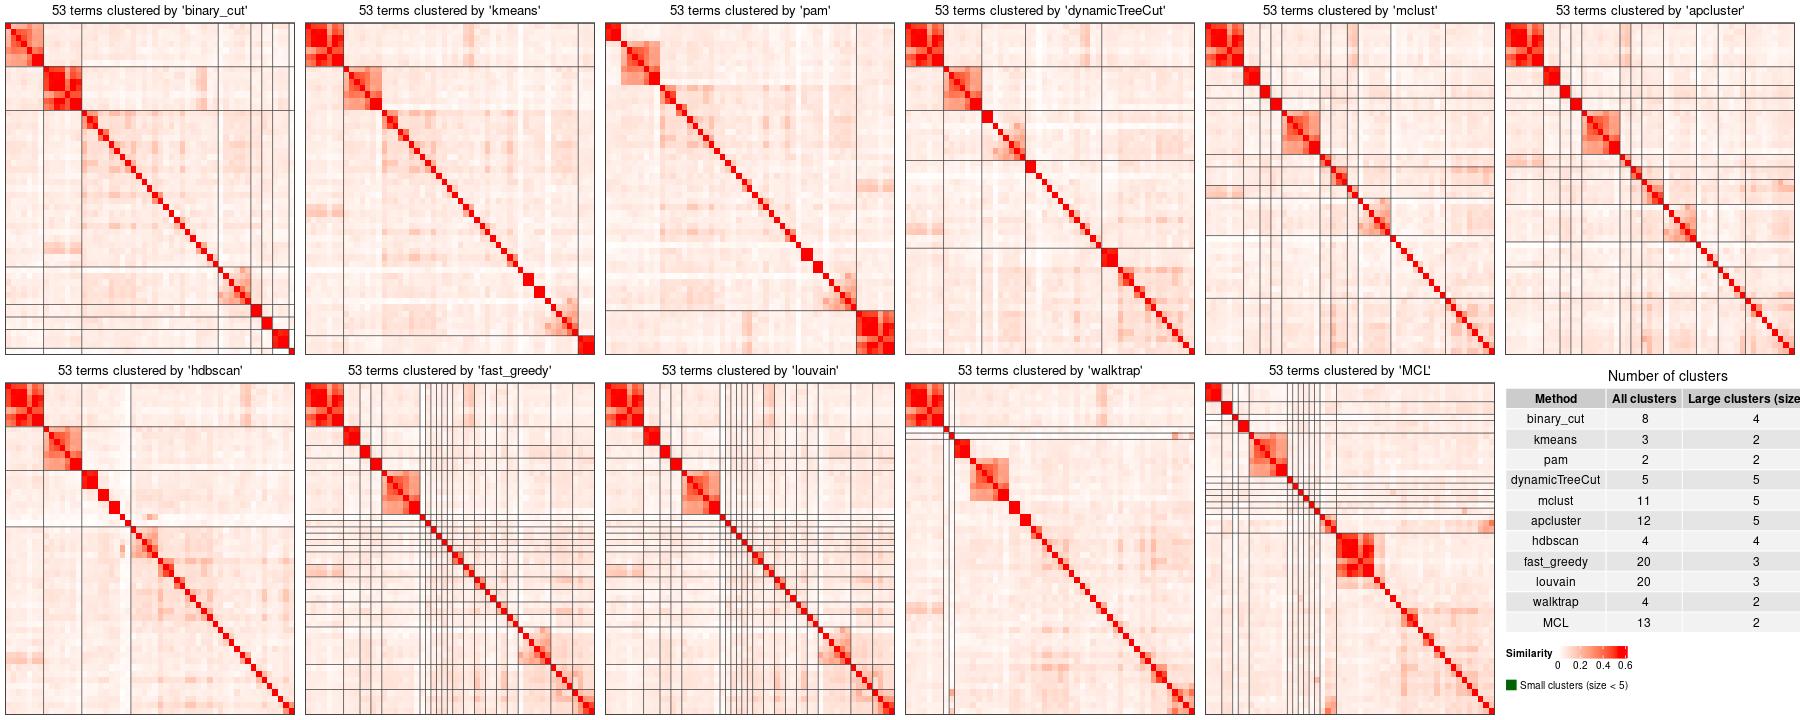 53 terms clustered by 'binary_cut'
53 terms clustered by 'kmeans'
53 terms clustered by 'pam'
53 terms clustered by 'dynamicTreeCut'
53 terms clustered by 'mclust'
53 terms clustered by 'apcluster'
53 terms clustered by 'hdbscan'
53 terms clustered by 'fast_greedy'
53 terms clustered by 'louvain'
53 terms clustered by 'walktrap'
53 terms clustered by 'MCL'
Number of clusters
Method All clusters Large clusters (size
binary_cut 8 4
kmeans 3 2
pam 2 2
dynamicTreeCut 5 5
mclust 11 5
apcluster 12 5
hdbscan 4 4
fast_greedy 20 3
louvain 20 3
walktrap 4 2
MCL 13 2
Similarity
0 0.2 0.4 0.6
Small clusters (size < 5)